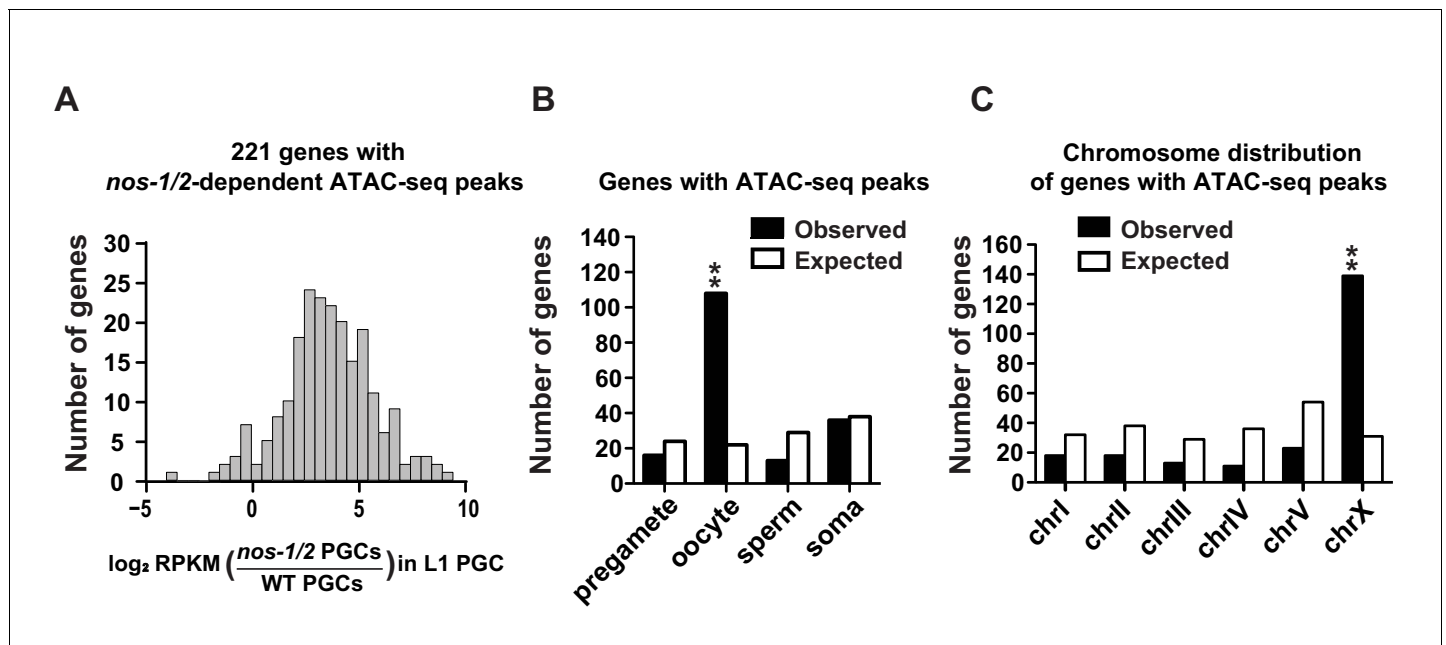 A
221 genes with
nos-1/2-dependent ATAC-seq peaks
Number of genes
30
25
20
15
10
5
0
−5
0
5
10
log₂ RPKM (nos-1/2 PGCs
WT PGCs) in L1 PGC
B
Genes with ATAC-seq peaks
Observed
Expected
Number of genes
140
120
100
80
60
40
20
0
**
pregamete
oocyte
sperm
soma
C
Chromosome distribution
of genes with ATAC-seq peaks
Observed
Expected
Number of genes
160
140
120
100
80
60
40
20
0
**
chrI
chrII
chrIII
chrIV
chrV
chrX